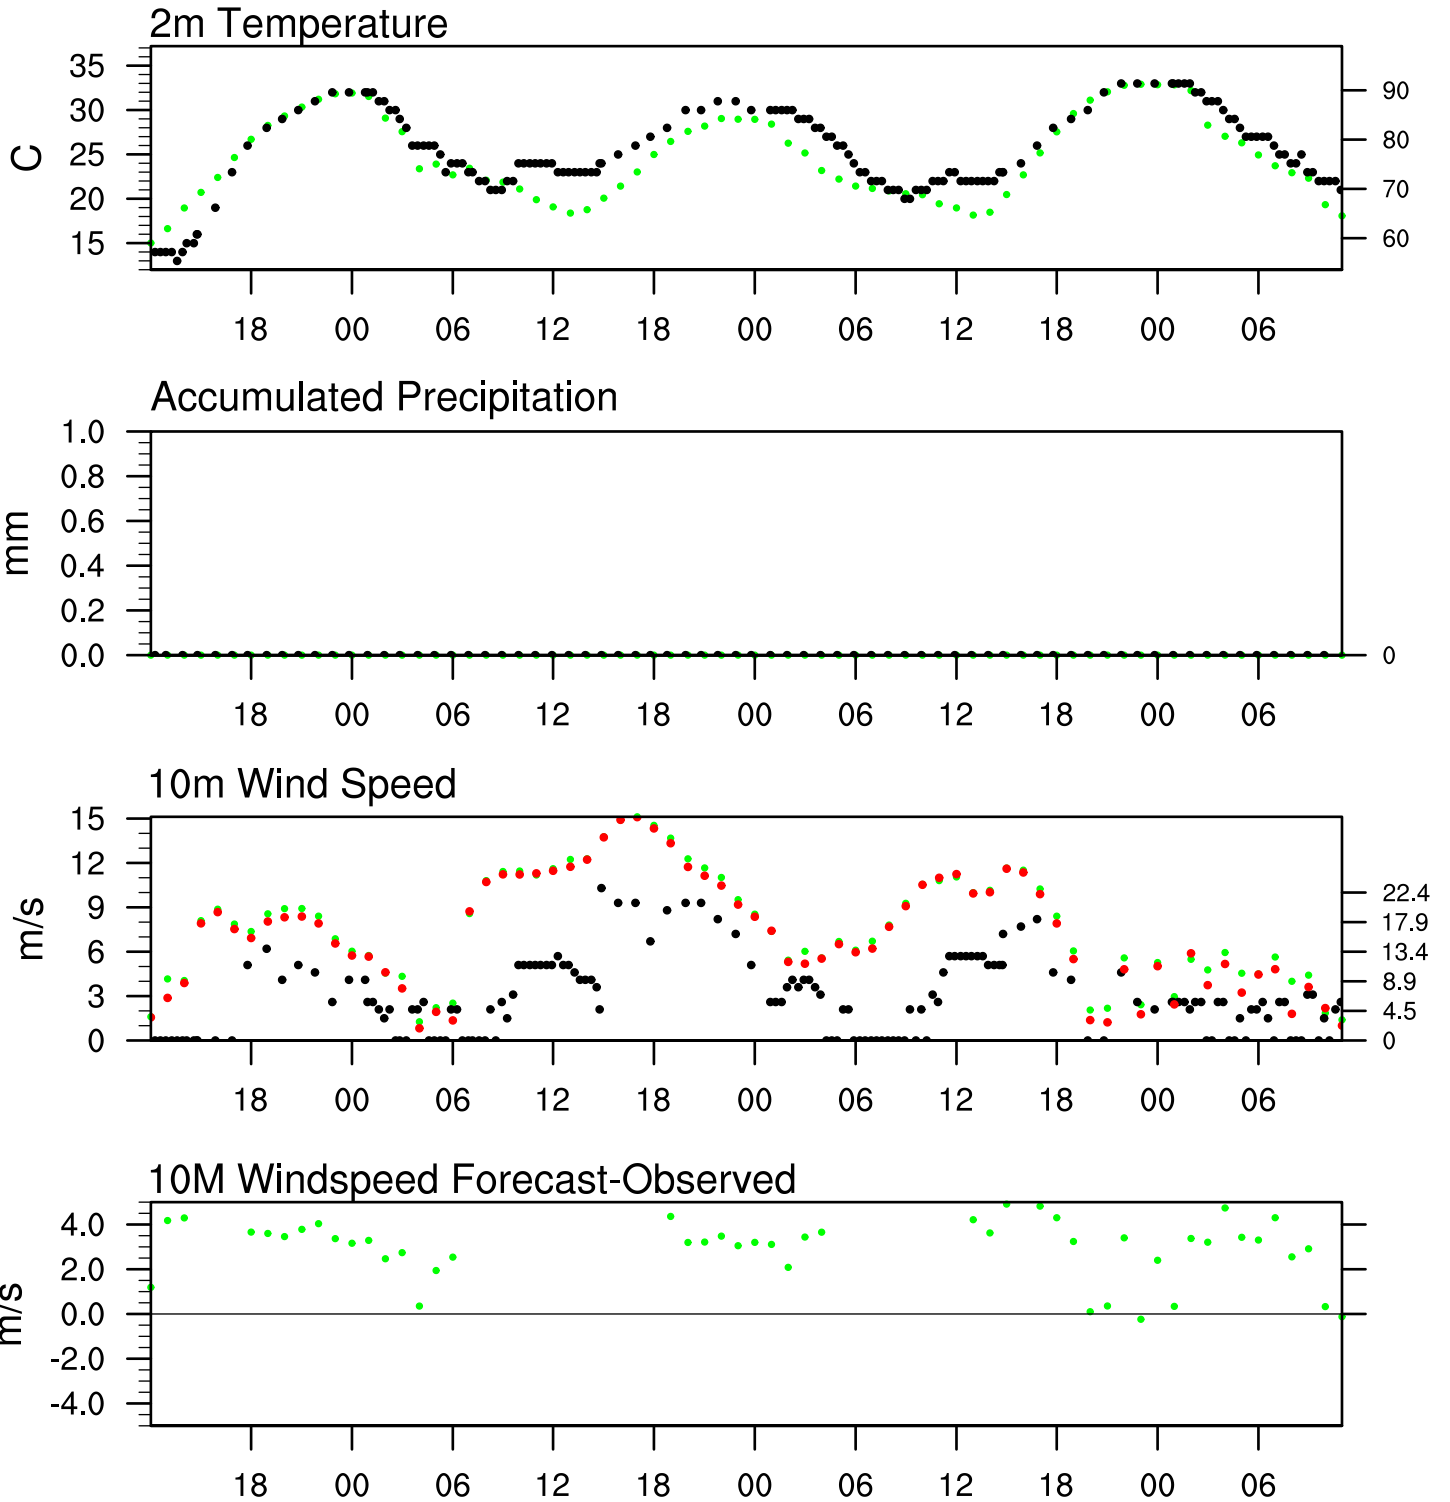 2m Temperature
35
30
25
20
15
C
90
80
70
60
18 00 06 12 18 00 06 12 18 00 06
Accumulated Precipitation
1.0
0.8
0.6
0.4
0.2
0.0
mm
0
18 00 06 12 18 00 06 12 18 00 06
10m Wind Speed
15
12
9
6
3
0
m/s
22.4
17.9
13.4
8.9
4.5
0
18 00 06 12 18 00 06 12 18 00 06
10M Windspeed Forecast-Observed
4.0
2.0
0.0
-2.0
-4.0
m/s
18 00 06 12 18 00 06 12 18 00 06